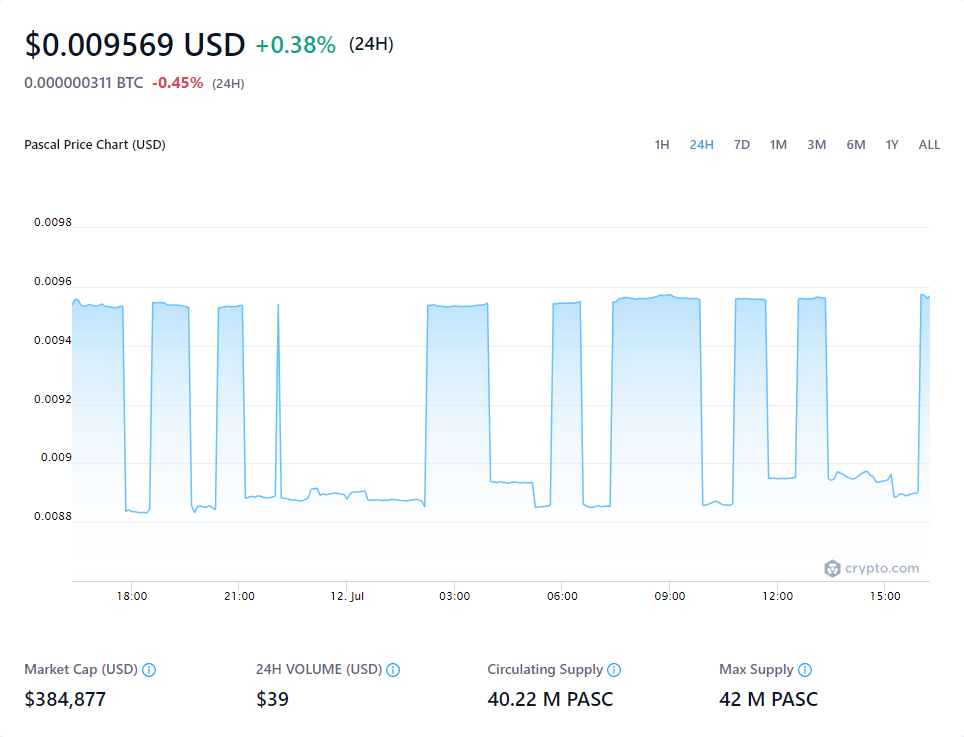 $0.009569 USD +0.38% (24H)
0.000000311 BTC -0.45% (24H)
Pascal Price Chart (USD)
1H 24H 7D 1M 3M 6M 1Y ALL
0.0098
0.0096
0.0094
0.0092
0.009
0.0088
crypto.com
18:00 21:00 12. Jul 03:00 06:00 09:00 12:00 15:00
Market Cap (USD) 24H VOLUME (USD) Circulating Supply Max Supply
$384,877 $39 40.22 M PASC 42 M PASC